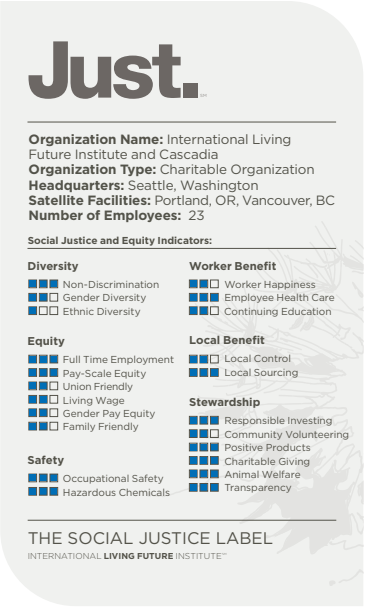 Just.
Organization Name: International Living
Future Institute and Cascadia
Organization Type: Charitable Organization
Headquarters: Seattle, Washington
Satellite Facilities: Portland, OR, Vancouver, BC
Number of Employees: 23
Social Justice and Equity Indicators:
Diversity
Non-Discrimination
Gender Diversity
Ethnic Diversity
Equity
Full Time Employment
Pay-Scale Equity
Union Friendly
Living Wage
Gender Pay Equity
Family Friendly
Safety
Occupational Safety
Hazardous Chemicals
Worker Benefit
Worker Happiness
Employee Health Care
Continuing Education
Local Benefit
Local Control
Local Sourcing
Stewardship
Responsible Investing
Community Volunteering
Positive Products
Charitable Giving
Animal Welfare
Transparency
THE SOCIAL JUSTICE LABEL
INTERNATIONAL LIVING FUTURE INSTITUTE